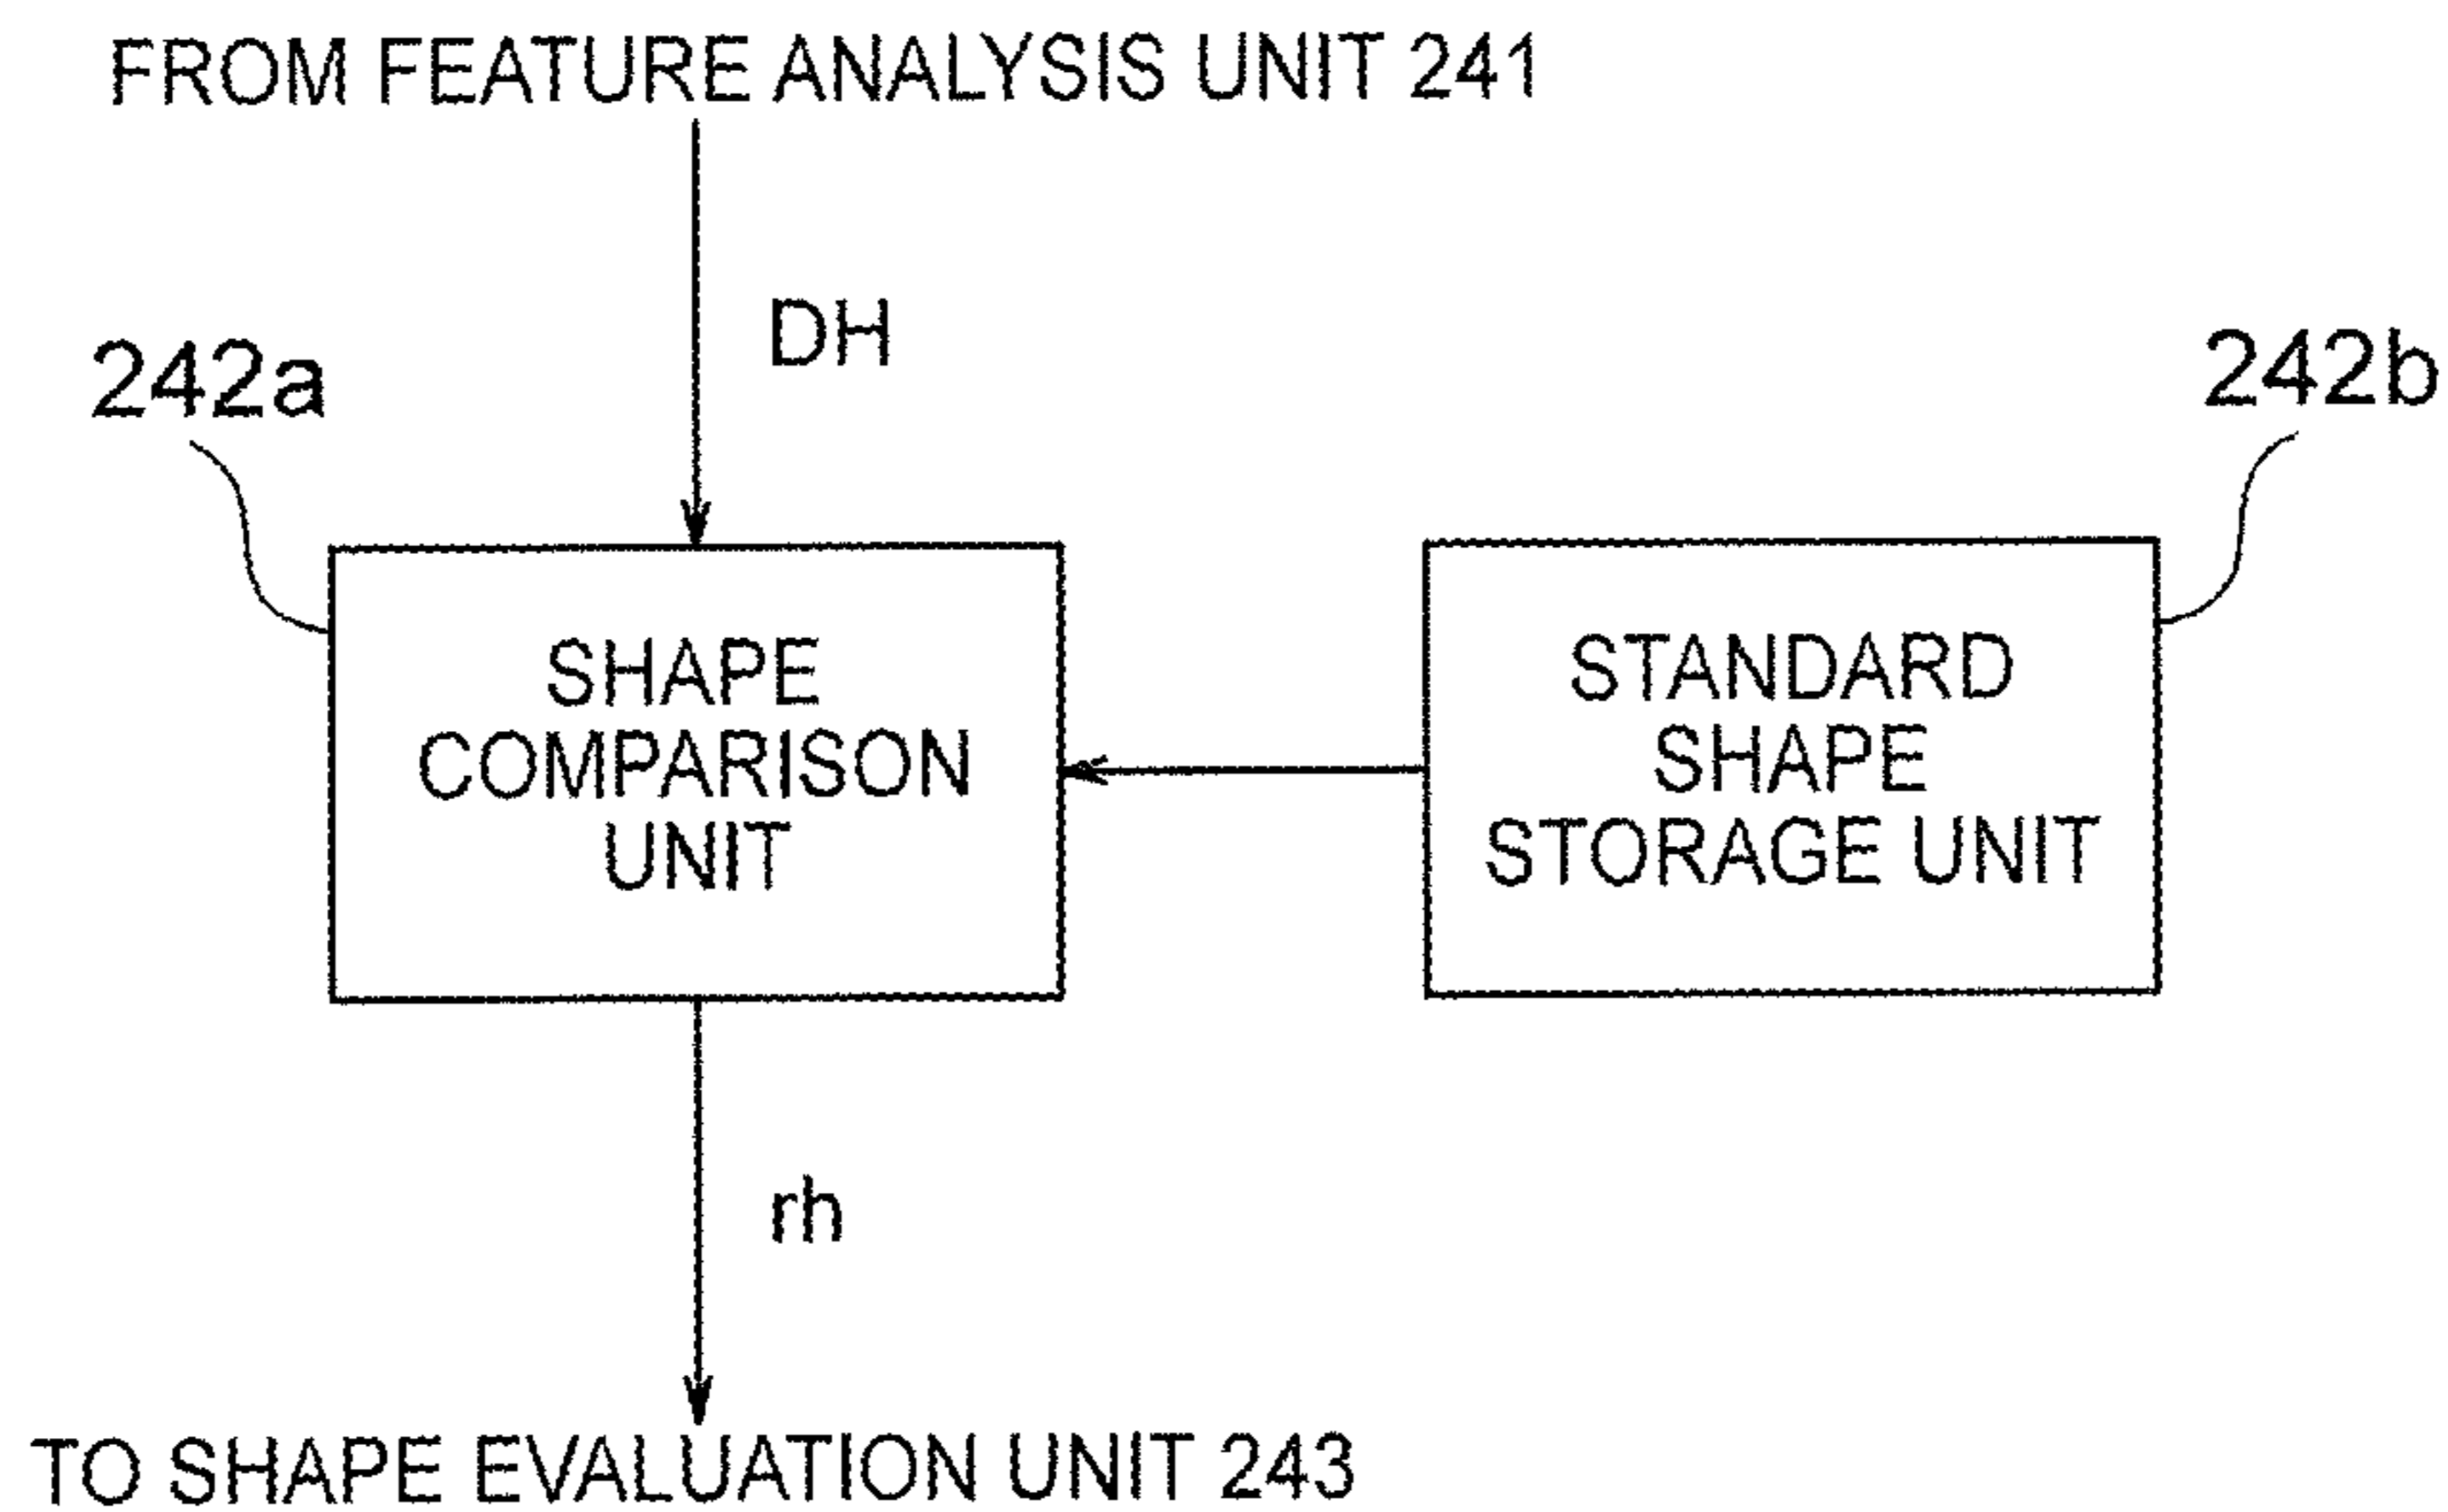 FROM FEATURE ANALYSIS UNIT 241
DH
242a
242b
SHAPE
COMPARISON
UNIT
STANDARD
SHAPE
STORAGE UNIT
rh
TO SHAPE EVALUATION UNIT 243